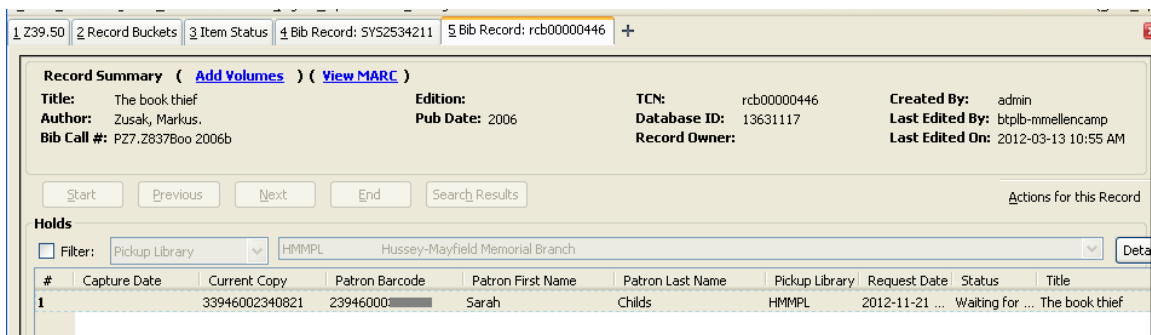 1 Z39.50 2 Record Buckets 3 Item Status 4 Bib Record: SYS2534211 5 Bib Record: rcb00000446 +
Record Summary ( Add Volumes ) ( View MARC )
Title: The book thief Edition: TCN: rcb00000446 Created By: admin
Author: Zusak, Markus. Pub Date: 2006 Database ID: 13631117 Last Edited By: btplb-mmellencamp
Bib Call #: PZ7.Z837Boo 2006b Record Owner: Last Edited On: 2012-03-13 10:55 AM
Start Previous Next End Search Results Actions for this Record
Holds
Filter: Pickup Library HMMPL Hussey-Mayfield Memorial Branch Deta
# Capture Date Current Copy Patron Barcode Patron First Name Patron Last Name Pickup Library Request Date Status Title
1 33946002340821 23946000 Sarah Childs HMMPL 2012-11-21 ... Waiting for ... The book thief